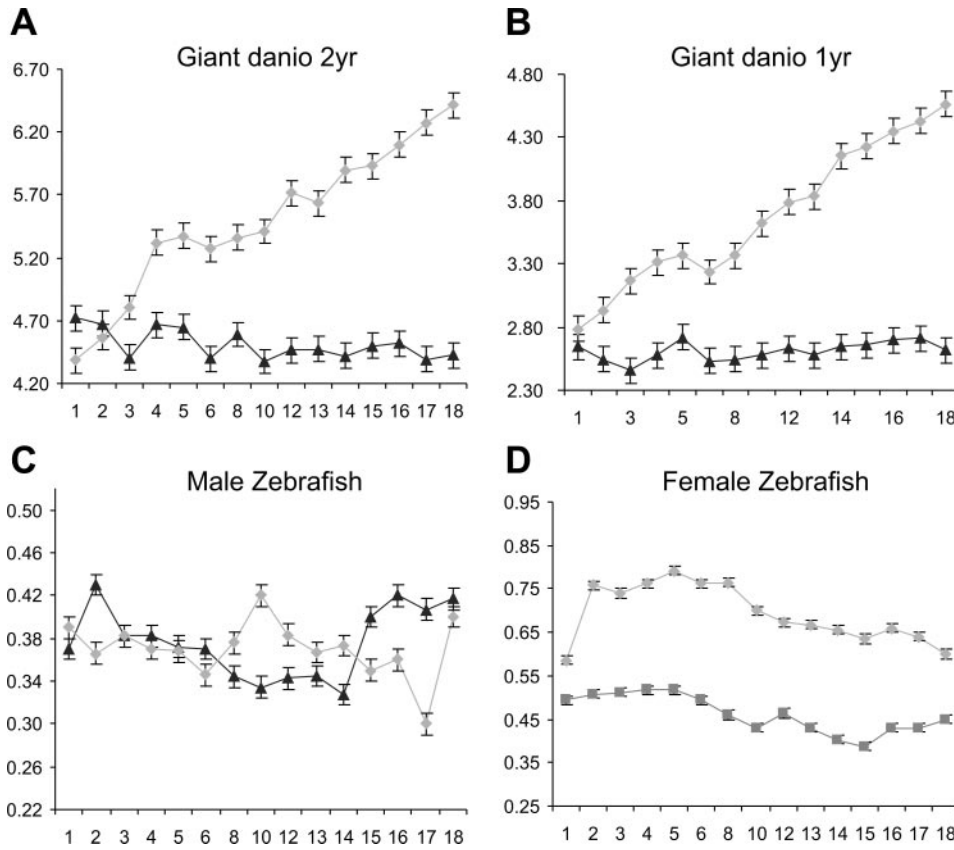 A
Giant danio 2yr
6.70
6.20
5.70
5.20
4.70
4.20
1 2 3 4 5 6 8 10 12 13 14 15 16 17 18
B
Giant danio 1yr
4.80
4.30
3.80
3.30
2.80
2.30
1 3 5 8 12 14 16 18
C
Male Zebrafish
0.50
0.46
0.42
0.38
0.34
0.30
0.26
0.22
1 2 3 4 5 6 8 10 12 13 14 15 16 17 18
D
Female Zebrafish
0.95
0.85
0.75
0.65
0.55
0.45
0.35
0.25
1 2 3 4 5 6 8 10 12 13 14 15 16 17 18